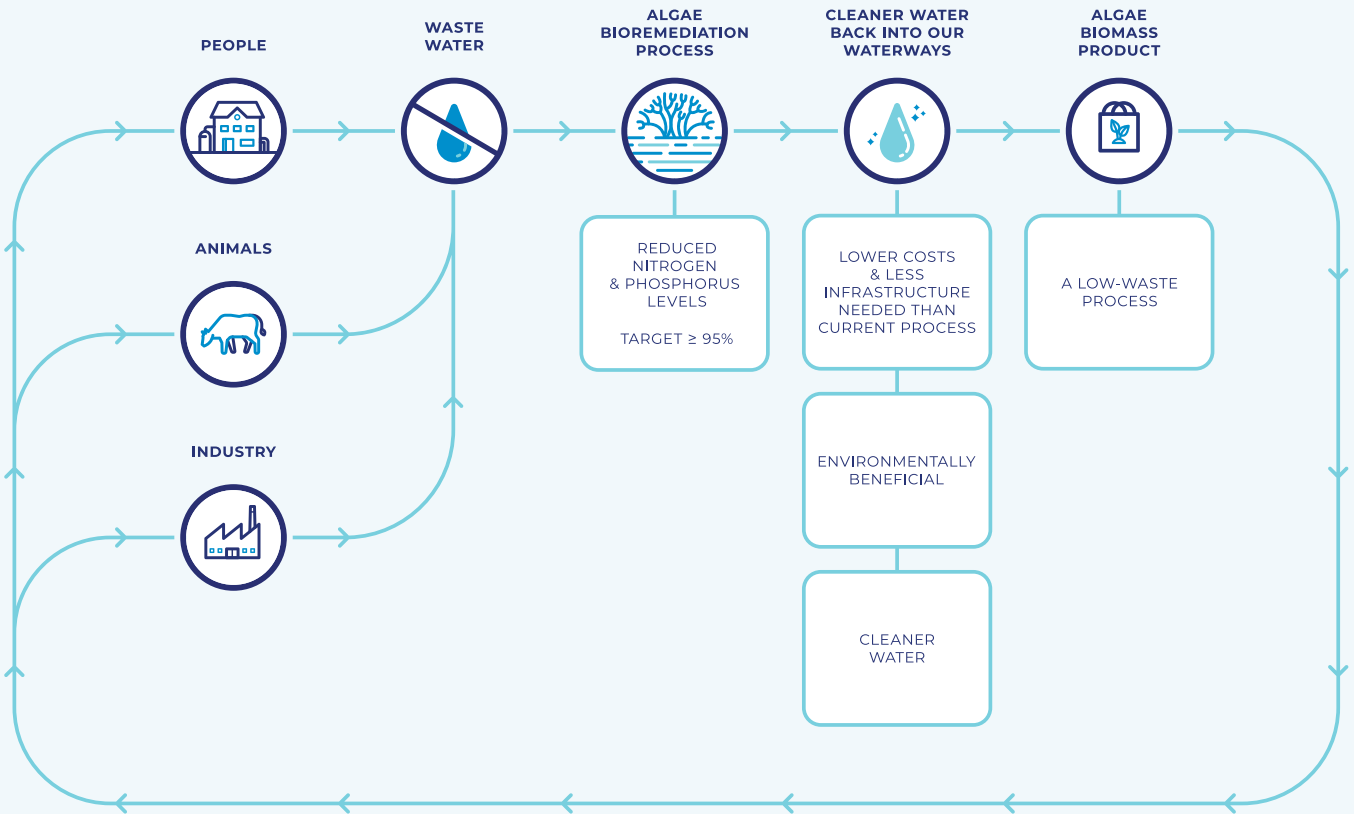 PEOPLE
WASTE
WATER
ALGAE
BIOREMEDIATION
PROCESS
CLEANER WATER
BACK INTO OUR
WATERWAYS
ALGAE
BIOMASS
PRODUCT
ANIMALS
INDUSTRY
REDUCED
NITROGEN
& PHOSPHORUS
LEVELS
TARGET ≥ 95%
LOWER COSTS
& LESS
INFRASTRUCTURE
NEEDED THAN
CURRENT PROCESS
ENVIRONMENTALLY
BENEFICIAL
CLEANER
WATER
A LOW-WASTE
PROCESS